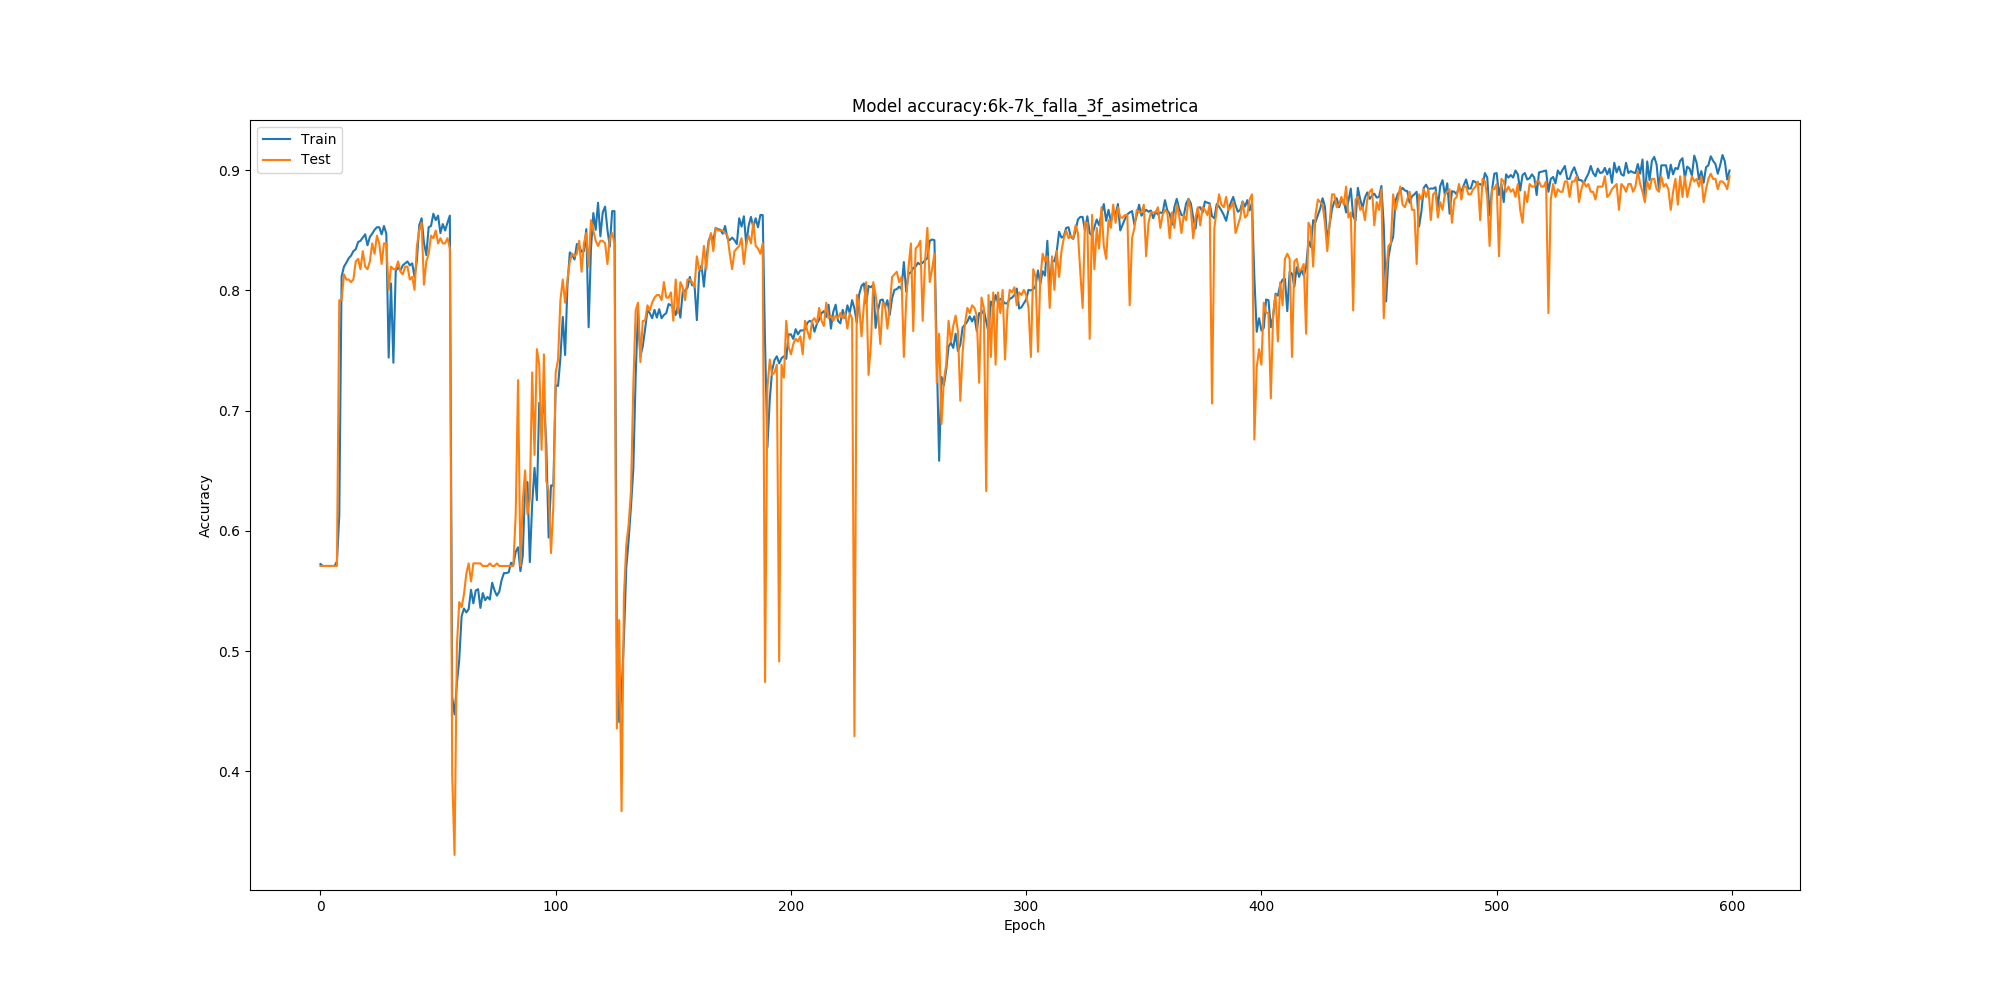 Model accuracy:6k-7k_falla_3f_asimetrica
Train
Test
0.9
0.8
0.7
0.6
0.5
0.4
Accuracy
0 100 200 300 400 500 600
Epoch